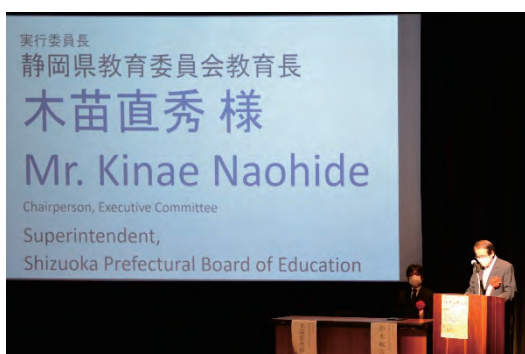 実行委員長
静岡県教育委員会教育長
木苗直秀 様
Mr. Kinae Naohide
Chairperson, Executive Committee
Superintendent,
Shizuoka Prefectural Board of Education